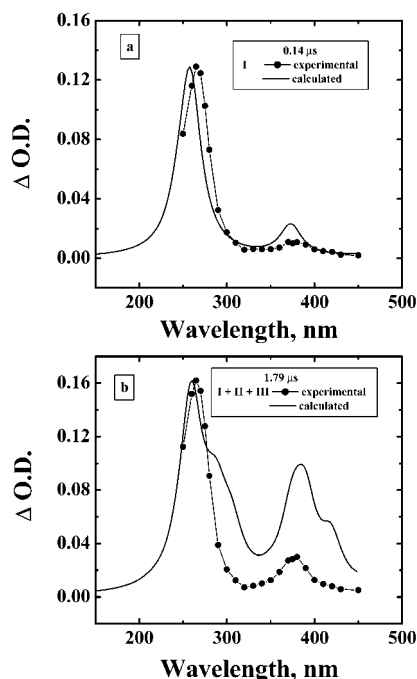 a
0.14 µs
I experimental
calculated
0.16
0.12
0.08
0.04
0.00
Δ O.D.
200 300 400 500
Wavelength, nm
b
1.79 µs
I + II + III experimental
calculated
0.16
0.12
0.08
0.04
0.00
Δ O.D.
200 300 400 500
Wavelength, nm